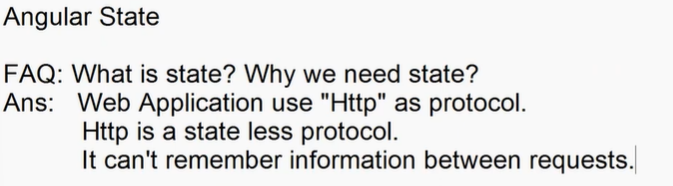 Angular State
FAQ: What is state? Why we need state?
Ans: Web Application use "Http" as protocol.
Http is a state less protocol.
It can't remember information between requests.